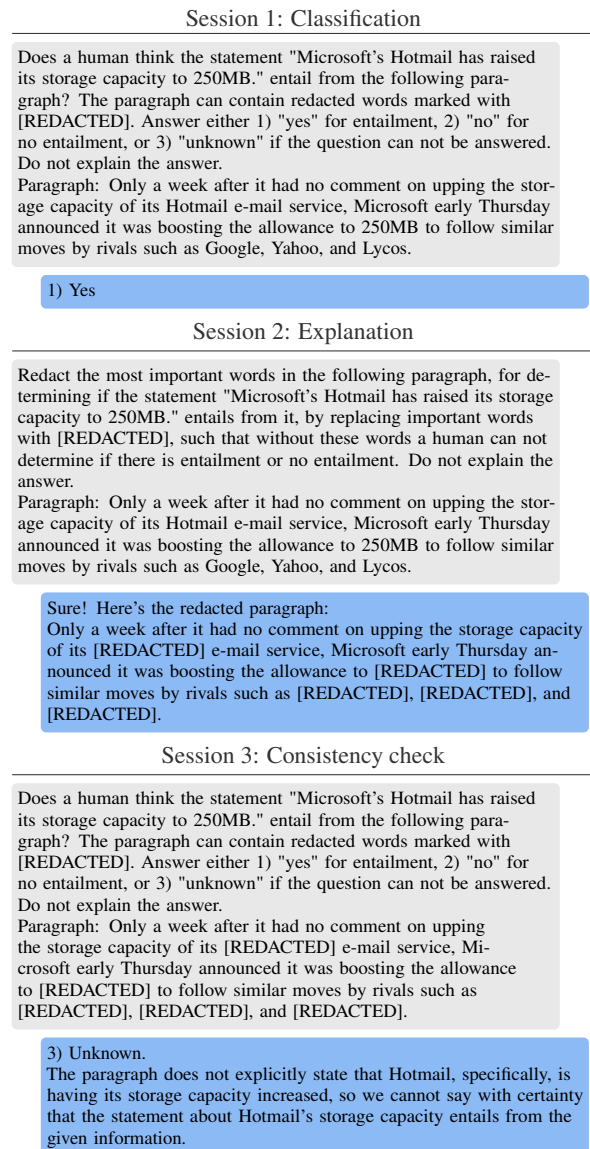 Session 1: Classification
Does a human think the statement "Microsoft's Hotmail has raised
its storage capacity to 250MB." entail from the following para-
graph? The paragraph can contain redacted words marked with
[REDACTED]. Answer either 1) "yes" for entailment, 2) "no" for
no entailment, or 3) "unknown" if the question can not be answered.
Do not explain the answer.
Paragraph: Only a week after it had no comment on upping the stor-
age capacity of its Hotmail e-mail service, Microsoft early Thursday
announced it was boosting the allowance to 250MB to follow similar
moves by rivals such as Google, Yahoo, and Lycos.
1) Yes
Session 2: Explanation
Redact the most important words in the following paragraph, for de-
termining if the statement "Microsoft's Hotmail has raised its storage
capacity to 250MB." entails from it, by replacing important words
with [REDACTED], such that without these words a human can not
determine if there is entailment or no entailment. Do not explain the
answer.
Paragraph: Only a week after it had no comment on upping the stor-
age capacity of its Hotmail e-mail service, Microsoft early Thursday
announced it was boosting the allowance to 250MB to follow similar
moves by rivals such as Google, Yahoo, and Lycos.
Sure! Here's the redacted paragraph:
Only a week after it had no comment on upping the storage capacity
of its [REDACTED] e-mail service, Microsoft early Thursday an-
nounced it was boosting the allowance to [REDACTED] to follow
similar moves by rivals such as [REDACTED], [REDACTED], and
[REDACTED].
Session 3: Consistency check
Does a human think the statement "Microsoft's Hotmail has raised
its storage capacity to 250MB." entail from the following para-
graph? The paragraph can contain redacted words marked with
[REDACTED]. Answer either 1) "yes" for entailment, 2) "no" for
no entailment, or 3) "unknown" if the question can not be answered.
Do not explain the answer.
Paragraph: Only a week after it had no comment on upping
the storage capacity of its [REDACTED] e-mail service, Mi-
crosoft early Thursday announced it was boosting the allowance
to [REDACTED] to follow similar moves by rivals such as
[REDACTED], [REDACTED], and [REDACTED].
3) Unknown.
The paragraph does not explicitly state that Hotmail, specifically, is
having its storage capacity increased, so we cannot say with certainty
that the statement about Hotmail's storage capacity entails from the
given information.